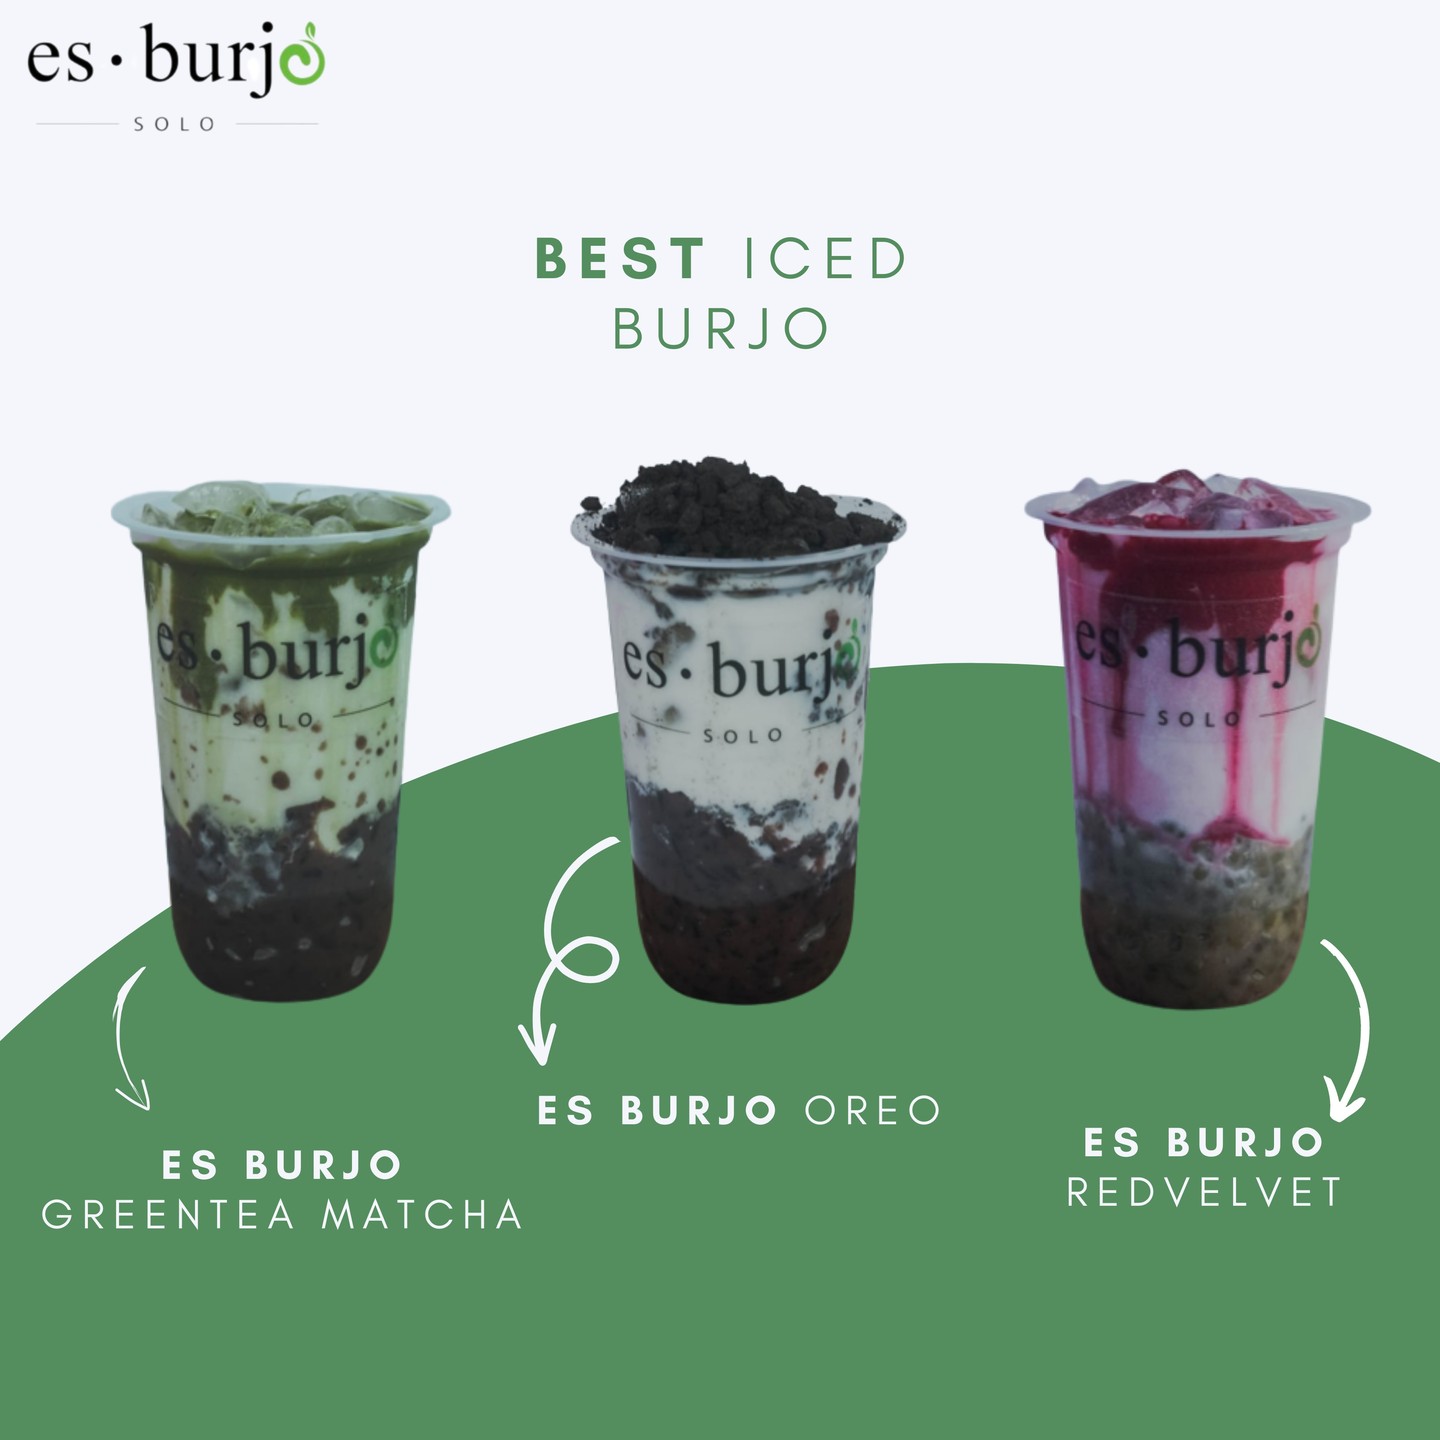 es · burjo
SOLO
BEST ICED
BURJO
es · burjo
SOLO
es · burjo
SOLO
es · burjo
SOLO
ES BURJO OREO
ES BURJO
GREENTEA MATCHA
ES BURJO
REDVELVET